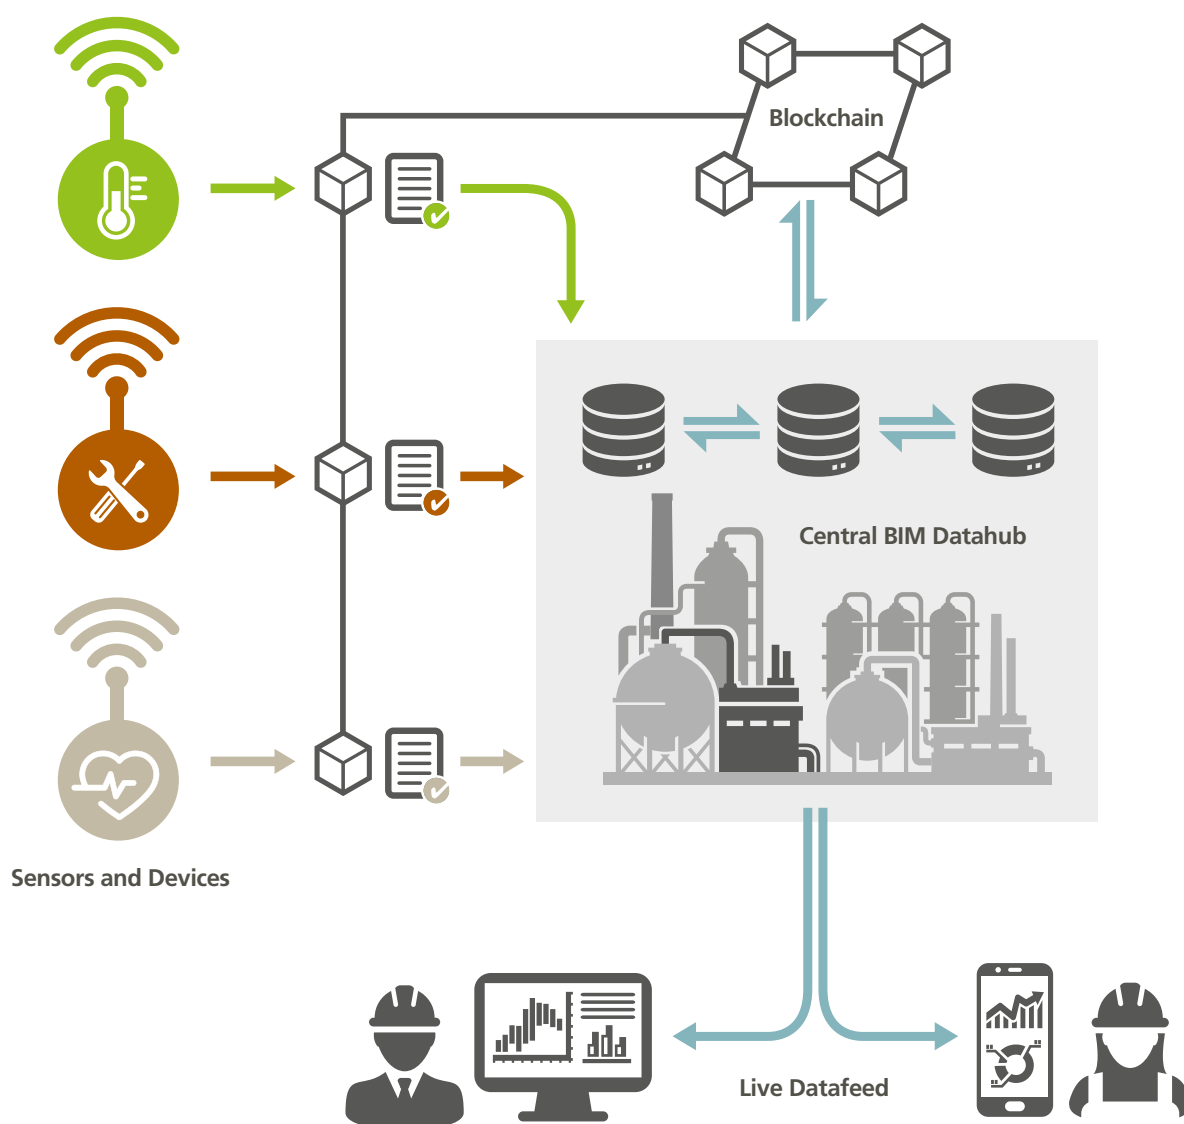 Blockchain
Central BIM Datahub
Sensors and Devices
Live Datafeed